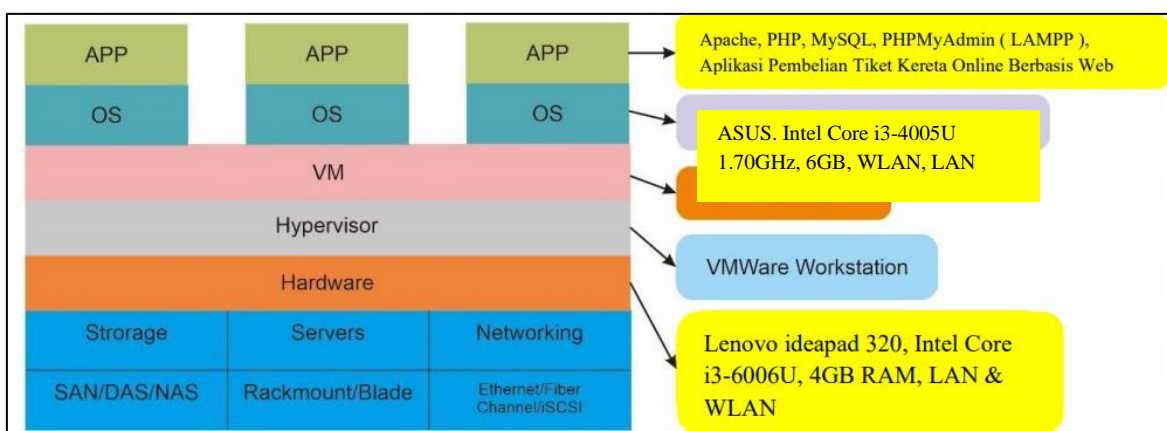 APP
APP
APP
OS
OS
OS
VM
Hypervisor
Hardware
Strorage
Servers
Networking
SAN/DAS/NAS
Rackmount/Blade
Ethernet/Fiber
Channel/iSCSI
Apache, PHP, MySQL, PHPMyAdmin ( LAMPP ),
Aplikasi Pembelian Tiket Kereta Online Berbasis Web
ASUS. Intel Core i3-4005U
1.70GHz, 6GB, WLAN, LAN
VMWare Workstation
Lenovo ideapad 320, Intel Core
i3-6006U, 4GB RAM, LAN &
WLAN